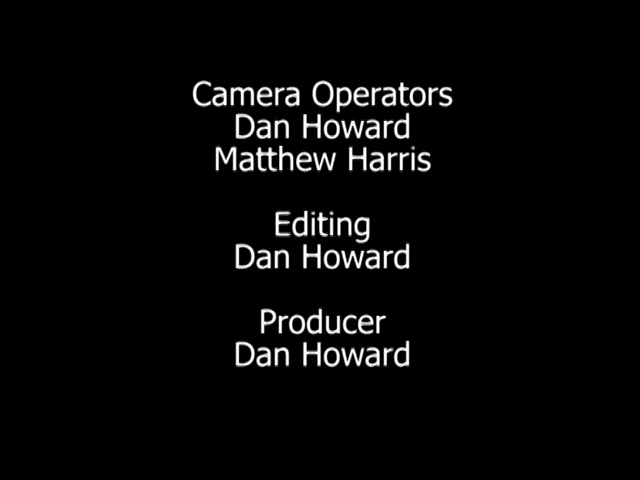 Camera Operators
Dan Howard
Matthew Harris
Editing
Dan Howard
Producer
Dan Howard